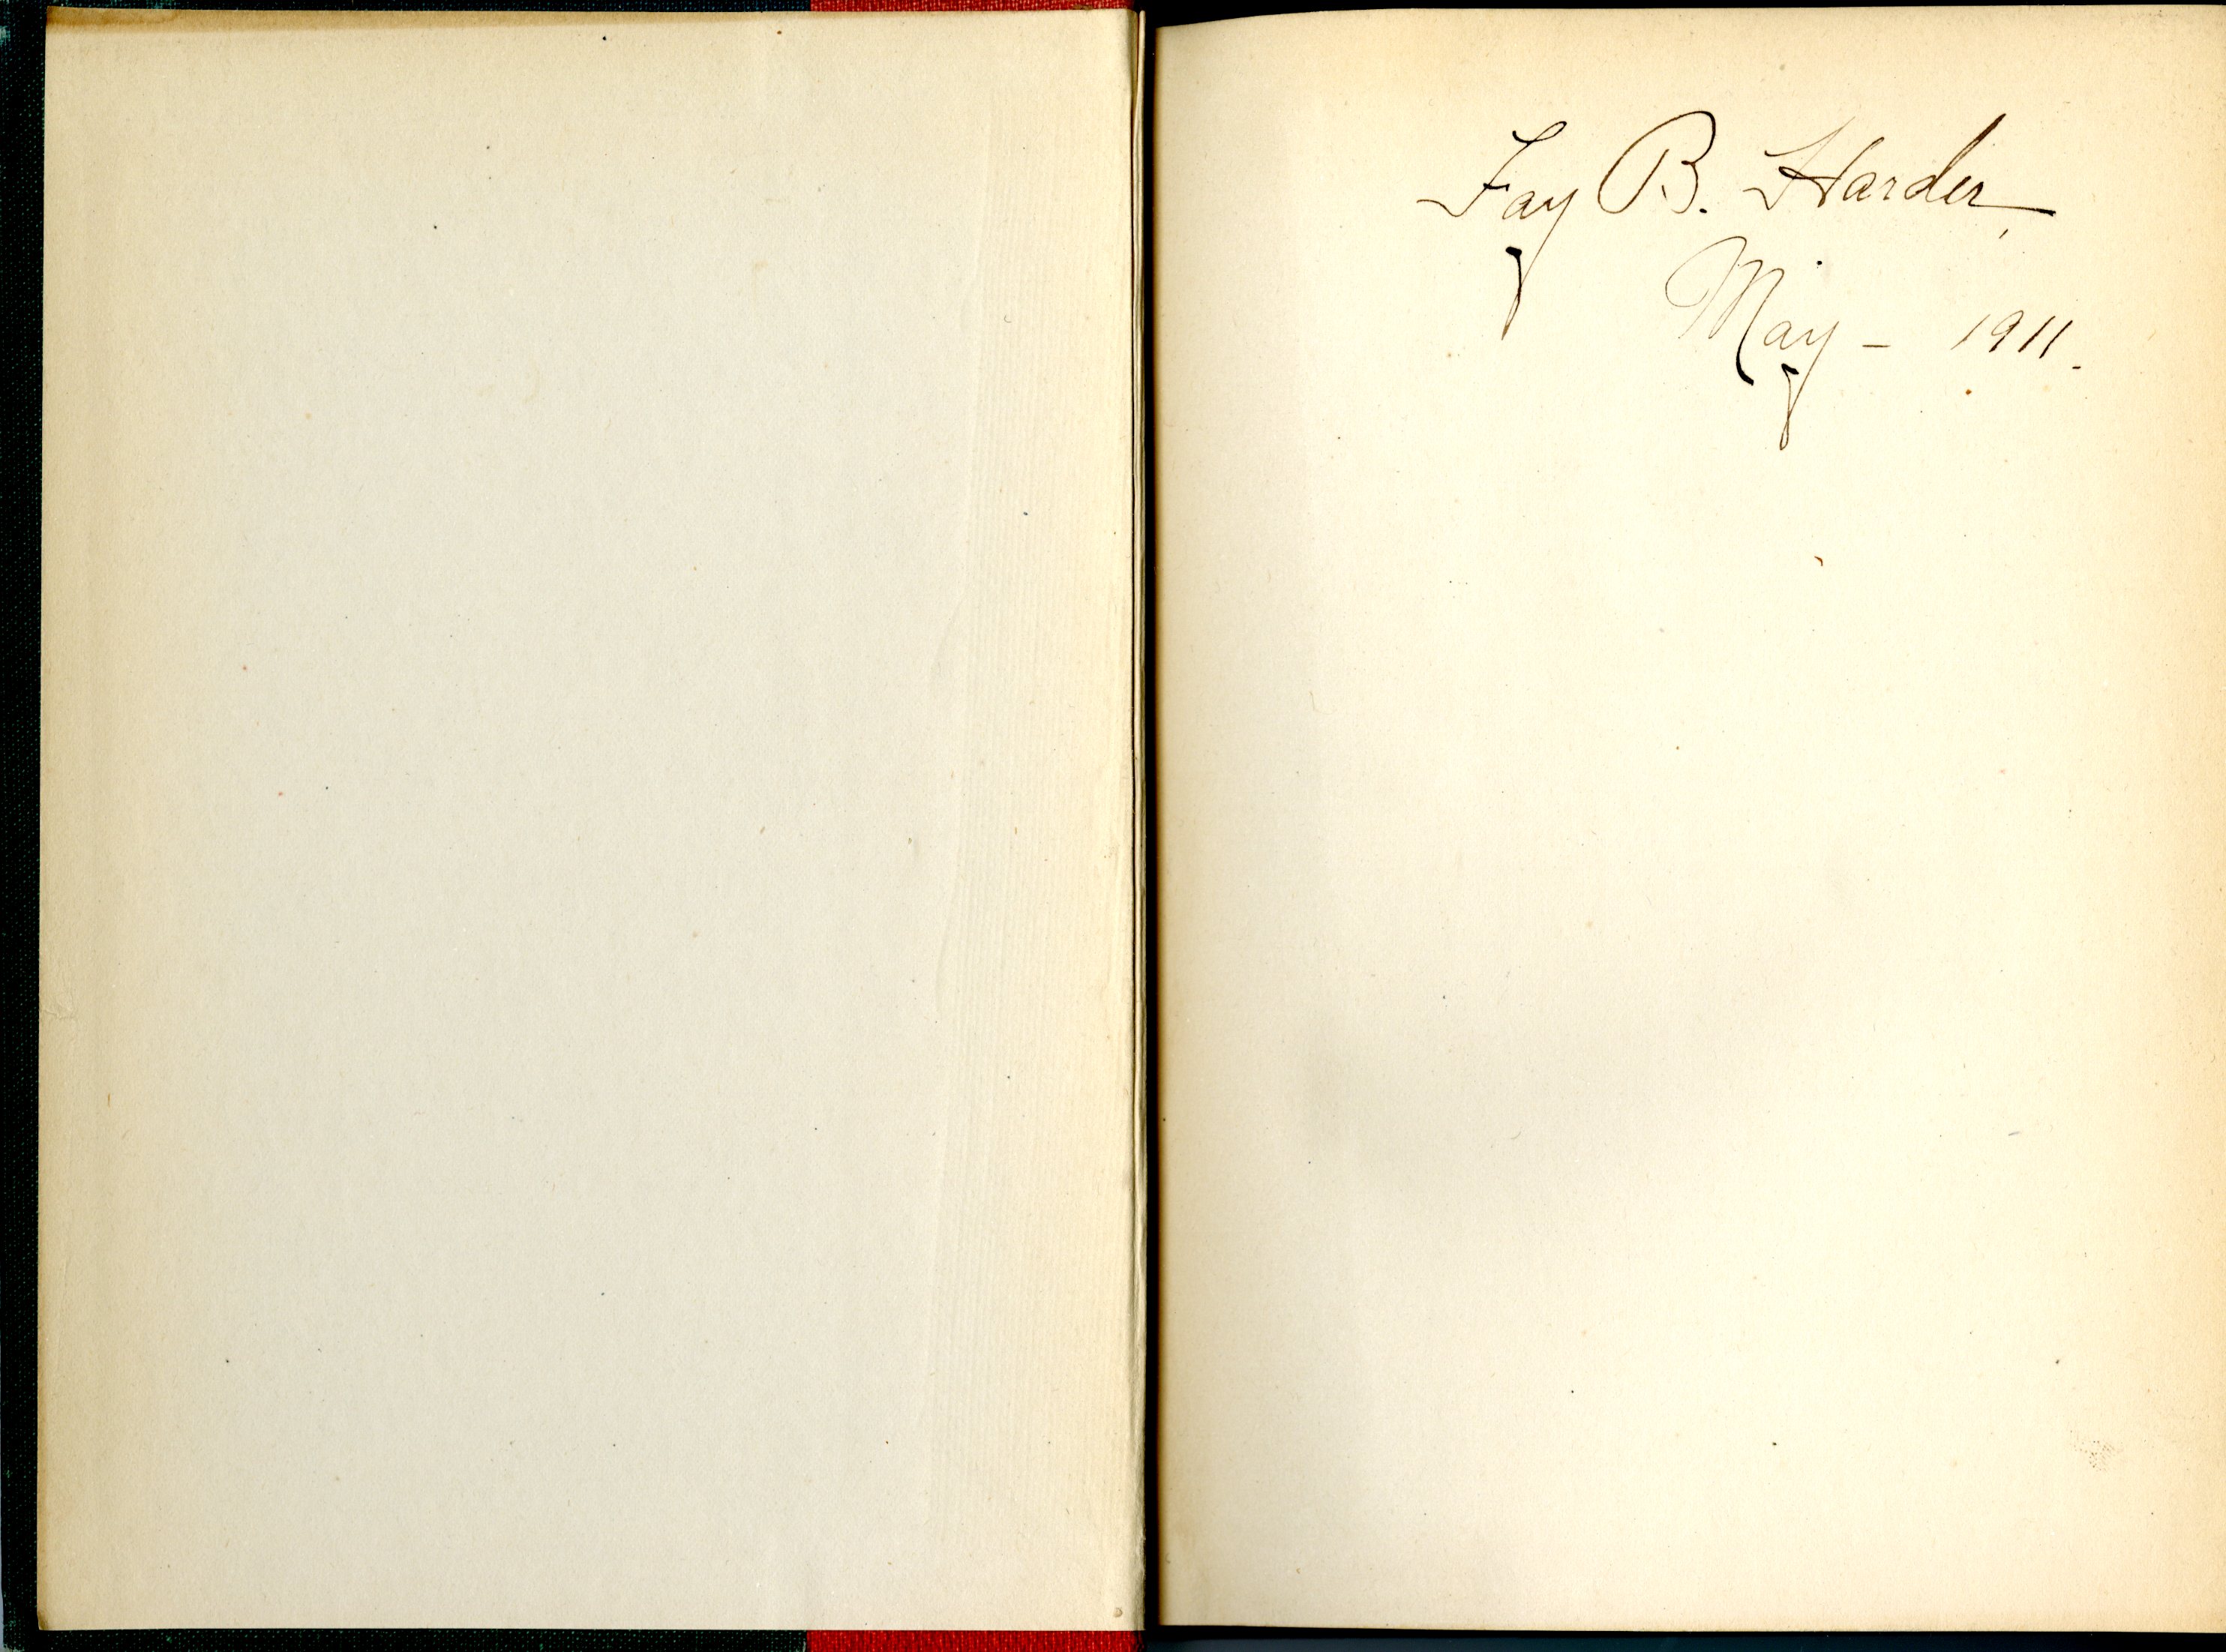 Fay B. Harder,
May - 1911.